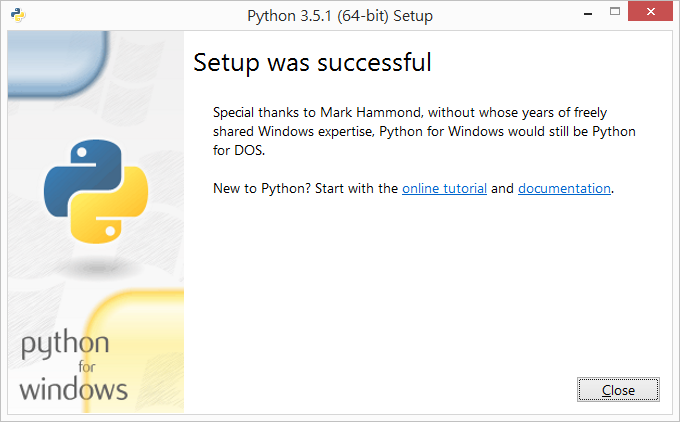 Python 3.5.1 (64-bit) Setup
Setup was successful
Special thanks to Mark Hammond, without whose years of freely
shared Windows expertise, Python for Windows would still be Python
for DOS.
New to Python? Start with the online tutorial and documentation.
python
for
windows
Close